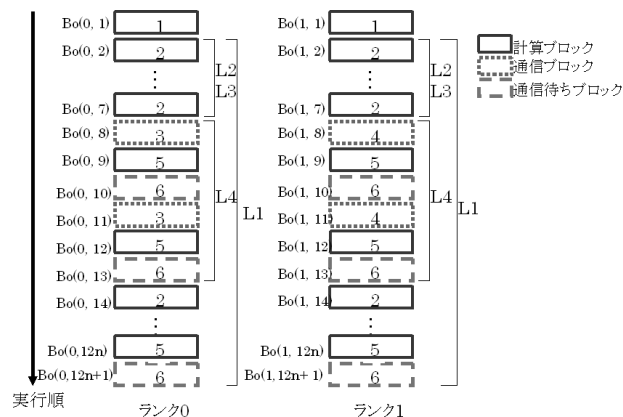 Bo(0, 1) 1
Bo(0, 2) 2
⋮
Bo(0, 7) 2
Bo(0, 8) 3
Bo(0, 9) 5
Bo(0, 10) 6
Bo(0, 11) 3
Bo(0, 12) 5
Bo(0, 13) 6
Bo(0, 14) 2
⋮
Bo(0,12n) 5
Bo(0,12n+1) 6
L2
L3
L4
L1
実行順
ランク0
Bo(1, 1) 1
Bo(1, 2) 2
⋮
Bo(1, 7) 2
Bo(1, 8) 4
Bo(1, 9) 5
Bo(1, 10) 6
Bo(1, 11) 4
Bo(1, 12) 5
Bo(1, 13) 6
Bo(1, 14) 2
⋮
Bo(1, 12n) 5
Bo(1,12n+1) 6
L2
L3
L4
L1
ランク1
計算ブロック
通信ブロック
通信待ちブロック